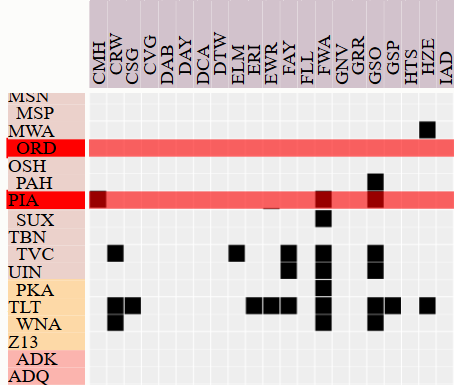 CMH CRW CSG CVG DAB DAY DCA DTW ELM ERI EWR FAY FLL FWA GNV GRR GSO GSP HTS HZE IAD
MSN
MSP
MWA
ORD
OSH
PAH
PIA
SUX
TBN
TVC
UIN
PKA
TLT
WNA
Z13
ADK
ADQ